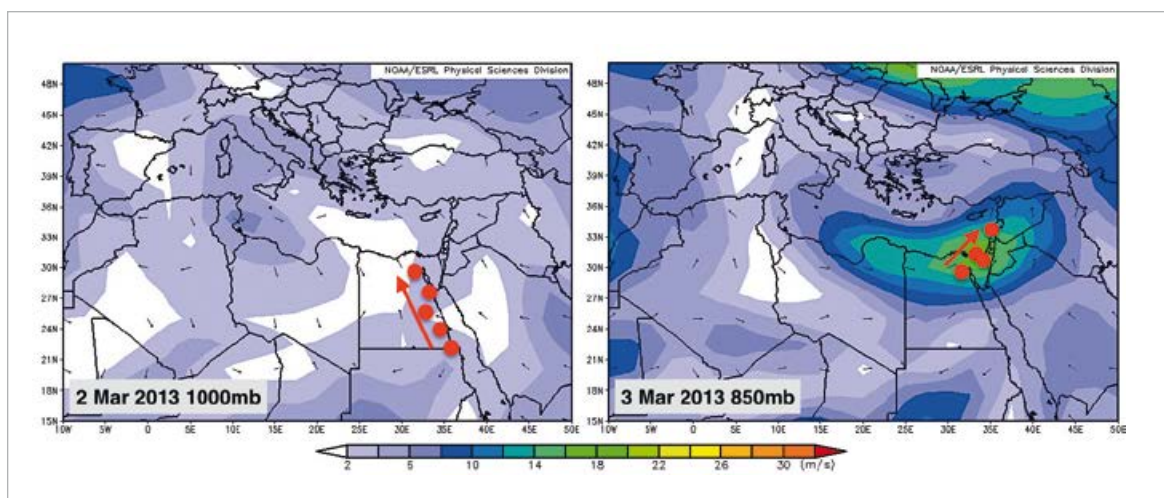 NOAA/ESRL Physical Sciences Division
48N
45N
42N
39N
36N
33N
30N
27N
24N
21N
18N
15N
2 Mar 2013 1000mb
10W 5W 0 5E 10E 15E 20E 25E 30E 35E 40E 45E 50E
NOAA/ESRL Physical Sciences Division
48N
45N
42N
39N
36N
33N
30N
27N
24N
21N
18N
15N
3 Mar 2013 850mb
10W 5W 0 5E 10E 15E 20E 25E 30E 35E 40E 45E 50E
2 5 10 14 18 22 26 30 (m/s)